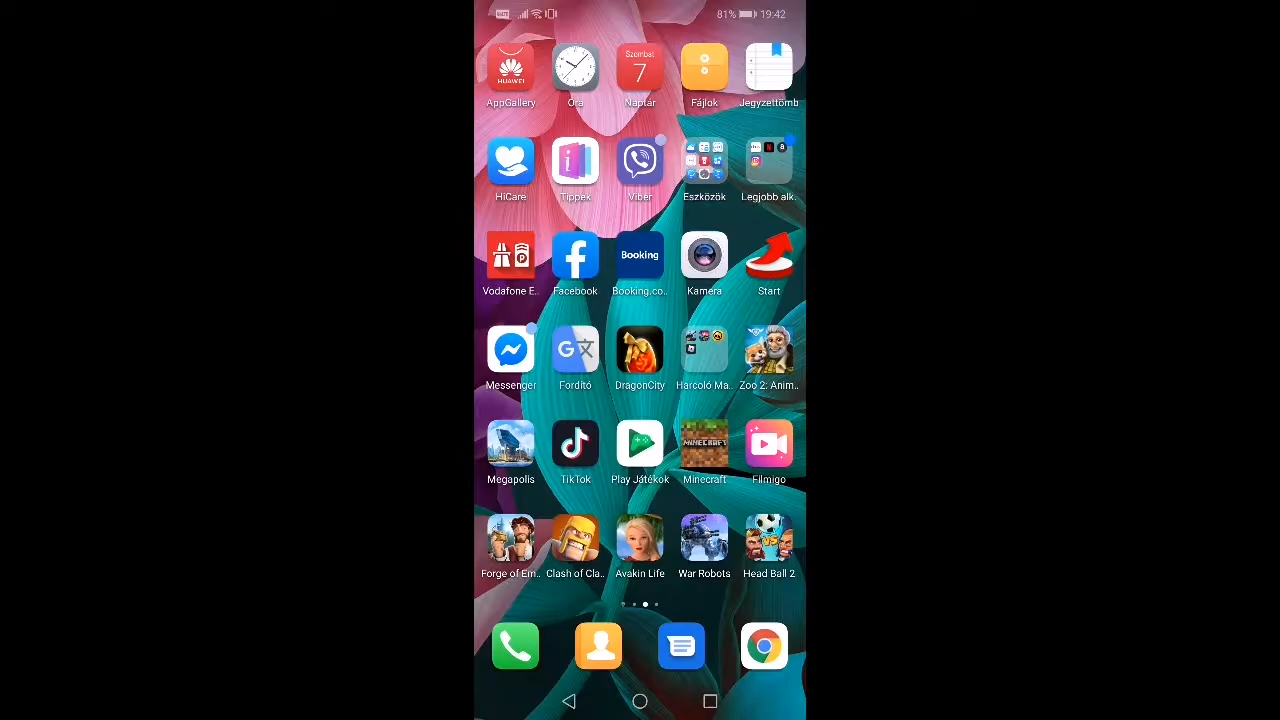 81% 19:42
HUAWEI
Szombat
7
AppGallery Óra Naptár Fájlok Jegyzettömb
HiCare Tippek Viber Eszközök Legjobb alk..
Booking
Vodafone E.. Facebook Booking.co.. Kamera Start
Messenger Fordító DragonCity Harcoló Ma.. Zoo 2: Anim..
MINECRAFT
Megapolis TikTok Play Játékok Minecraft Filmigo
VS
Forge of Em.. Clash of Cla.. Avakin Life War Robots Head Ball 2